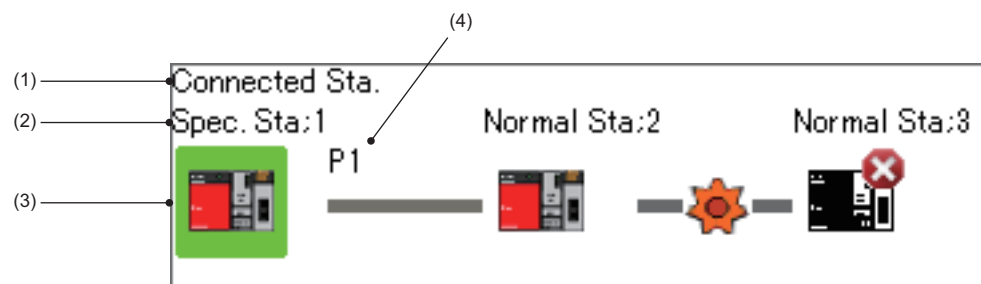 (4)
(1) Connected Sta.
(2) Spec. Sta;1 Normal Sta;2 Normal Sta;3
P1
(3)